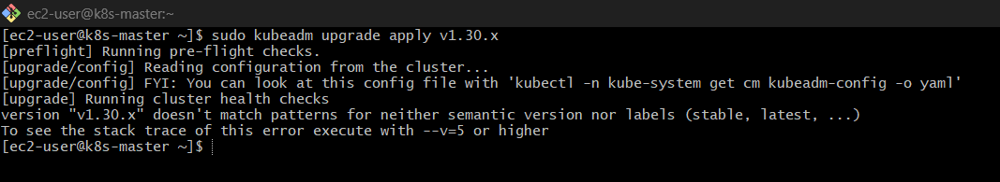 ec2-user@k8s-master:~
[ec2-user@k8s-master ~]$ sudo kubeadm upgrade apply v1.30.x
[preflight] Running pre-flight checks.
[upgrade/config] Reading configuration from the cluster...
[upgrade/config] FYI: You can look at this config file with 'kubectl -n kube-system get cm kubeadm-config -o yaml'
[upgrade] Running cluster health checks
version "v1.30.x" doesn't match patterns for neither semantic version nor labels (stable, latest, ...)
To see the stack trace of this error execute with --v=5 or higher
[ec2-user@k8s-master ~]$